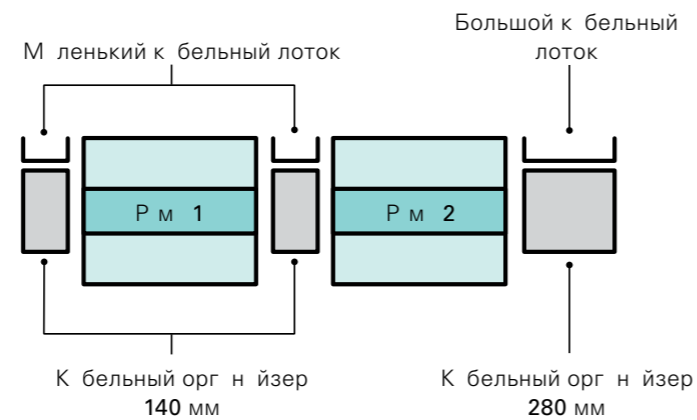 Большой к бельный
лоток
М ленький к бельный лоток
Р м 1
Р м 2
К бельный орг н йзер
140 мм
К бельный орг н йзер
280 мм